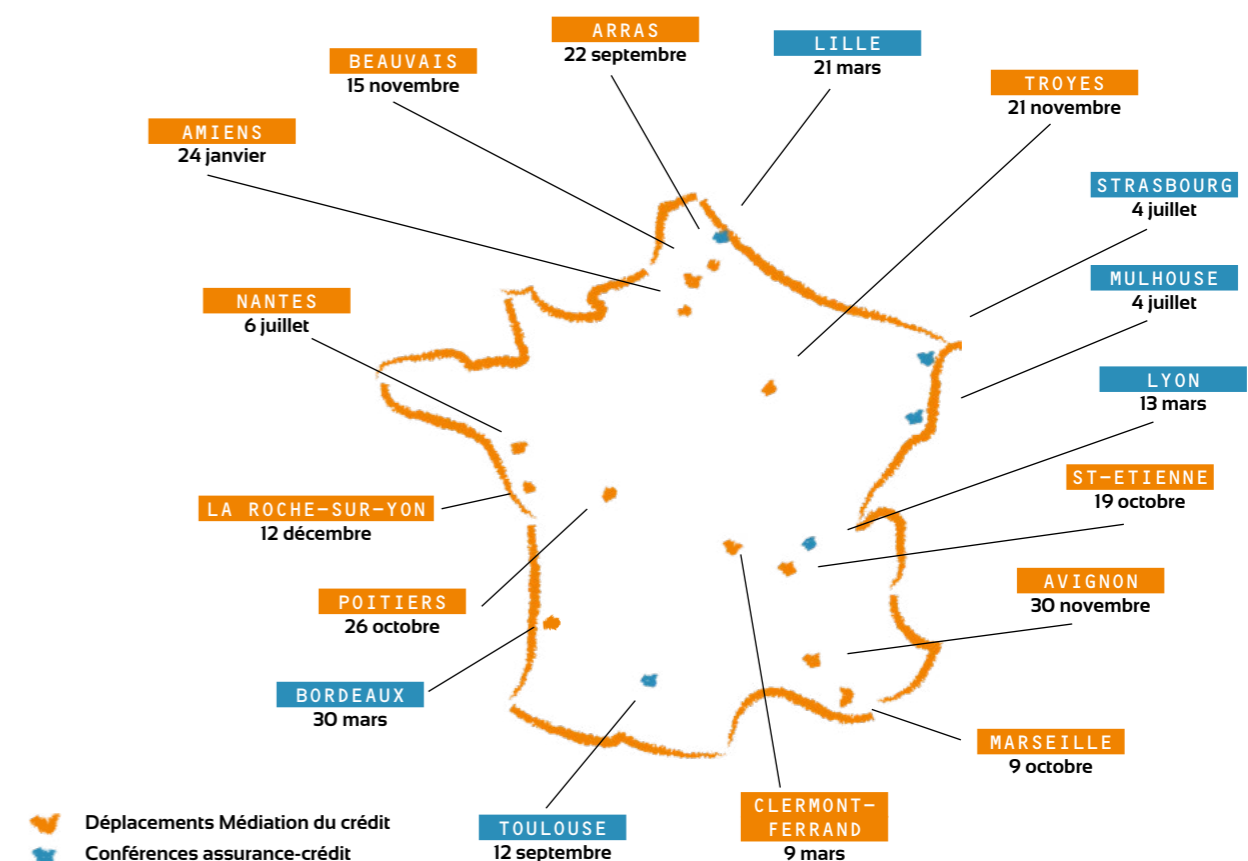 ARRAS
22 septembre
LILLE
21 mars
BEAUVAIS
15 novembre
TROYES
21 novembre
AMIENS
24 janvier
STRASBOURG
4 juillet
MULHOUSE
4 juillet
NANTES
6 juillet
LYON
13 mars
ST-ETIENNE
19 octobre
LA ROCHE-SUR-YON
12 décembre
AVIGNON
30 novembre
POITIERS
26 octobre
BORDEAUX
30 mars
MARSEILLE
9 octobre
CLERMONT-
FERRAND
9 mars
TOULOUSE
12 septembre
Déplacements Médiation du crédit
Conférences assurance-crédit